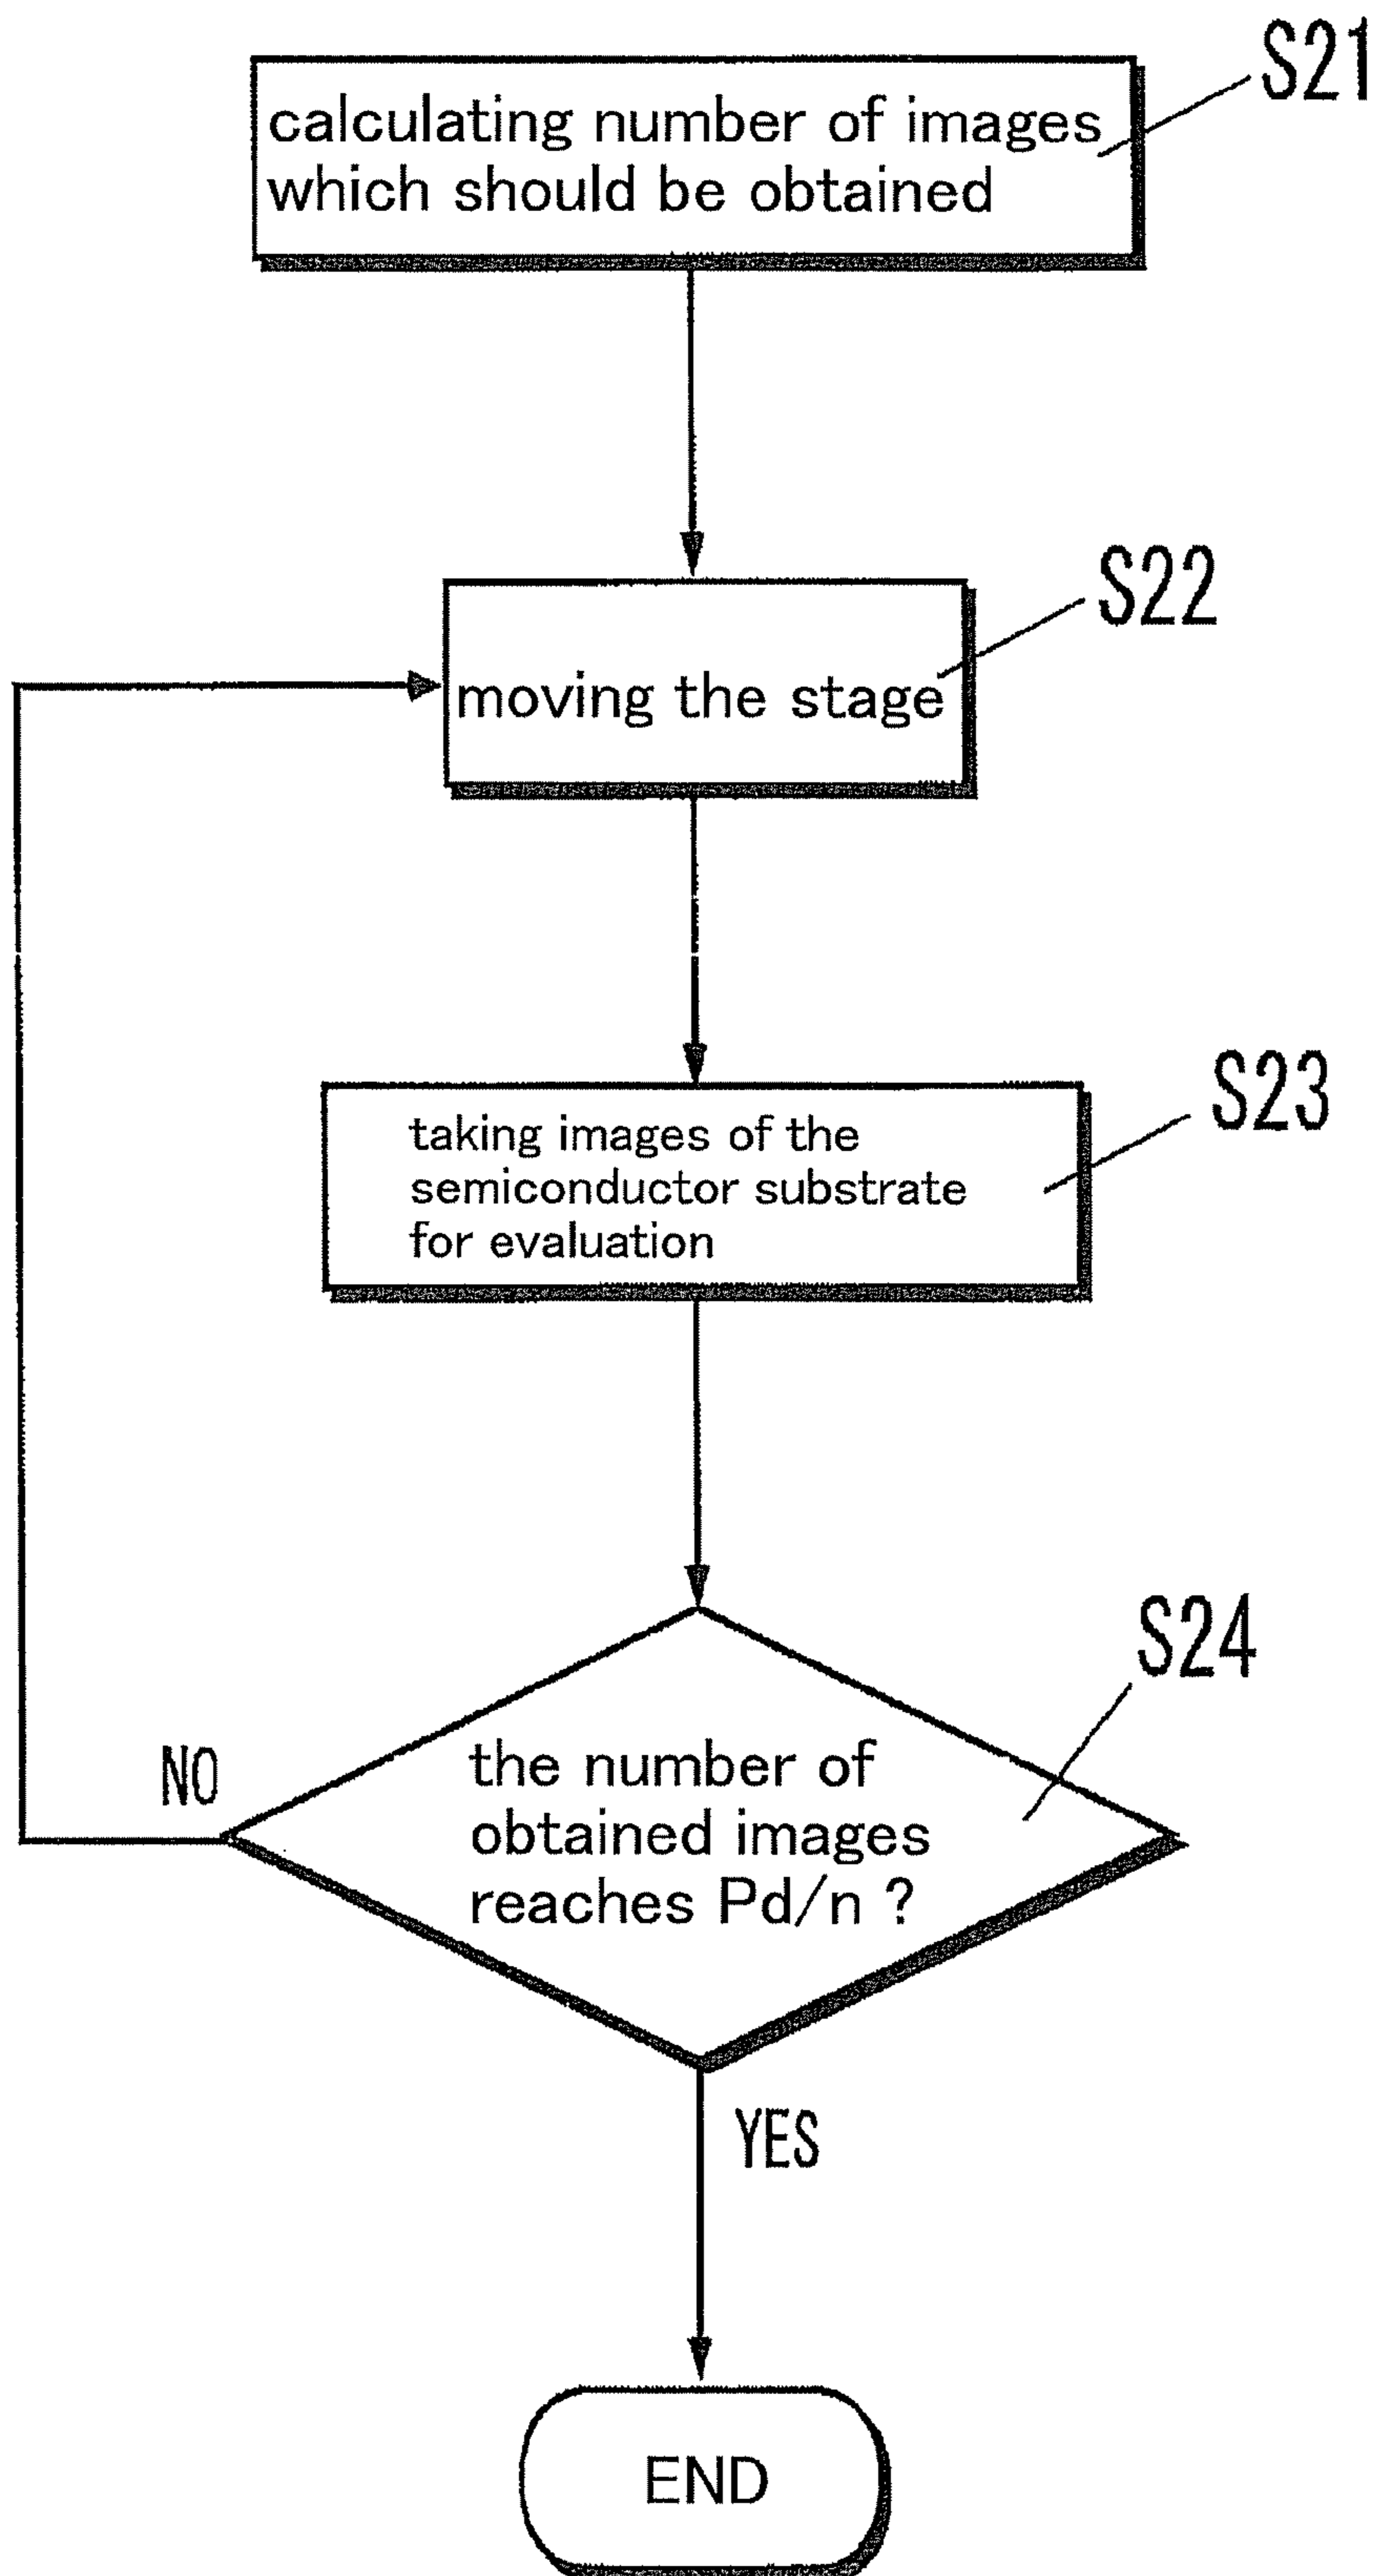 S21
calculating number of images
which should be obtained
S22
moving the stage
S23
taking images of the
semiconductor substrate
for evaluation
S24
NO
the number of
obtained images
reaches Pd/n ?
YES
END